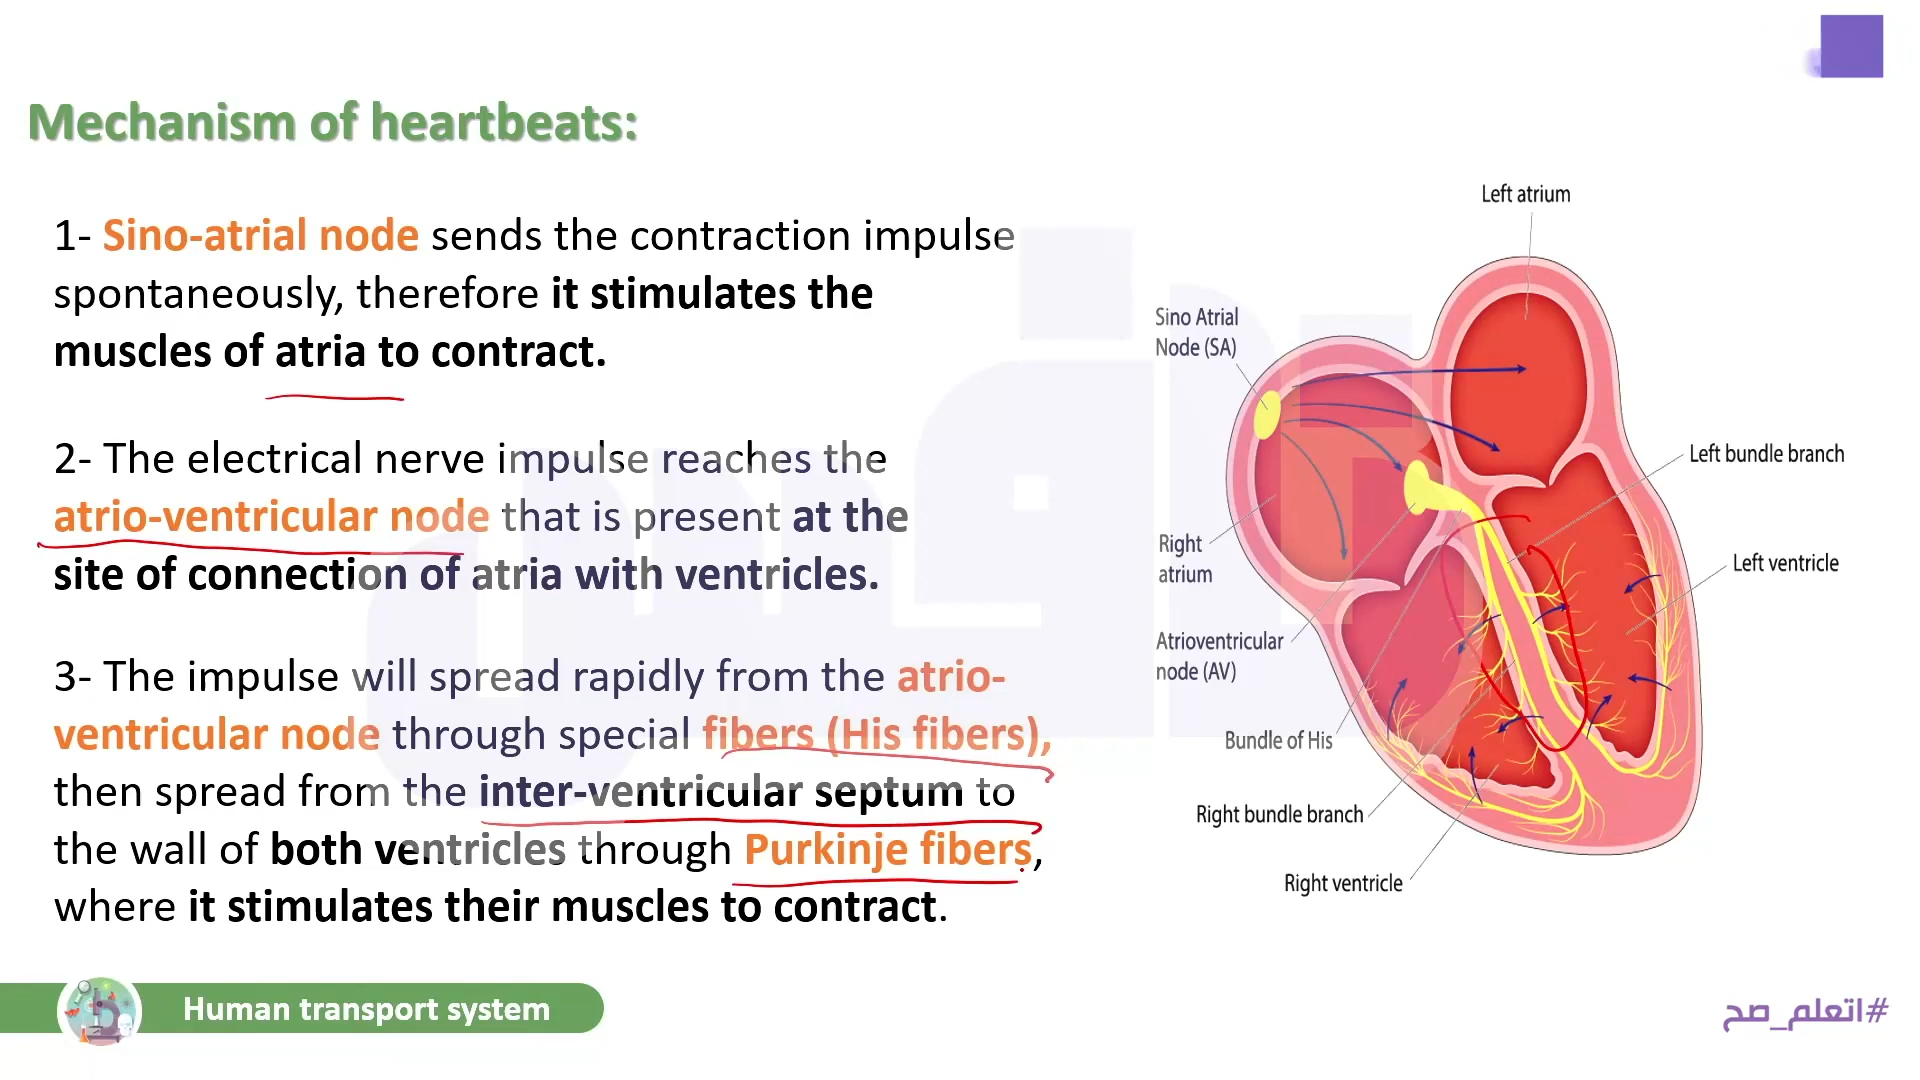 Mechanism of heartbeats:
1- Sino-atrial node sends the contraction impulse
spontaneously, therefore it stimulates the
muscles of atria to contract.
2- The electrical nerve impulse reaches the
atrio-ventricular node that is present at the
site of connection of atria with ventricles.
3- The impulse will spread rapidly from the atrio-
ventricular node through special fibers (His fibers),
then spread from the inter-ventricular septum to
the wall of both ventricles through Purkinje fibers,
where it stimulates their muscles to contract.
Left atrium
Sino Atrial
Node (SA)
Left bundle branch
Right
atrium
Left ventricle
Atrioventricular
node (AV)
Bundle of His
Right bundle branch
Right ventricle
Human transport system
#اتعلم_صح